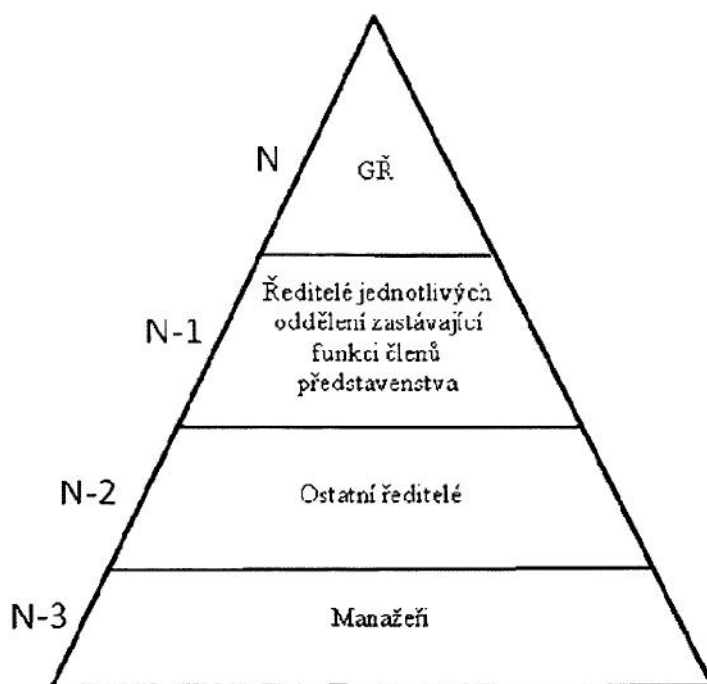 N
GŘ
N-1
Ředitelé jednotlivých
oddělení zastávající
funkci členů
představenstva
N-2
Ostatní ředitelé
N-3
Manažeři